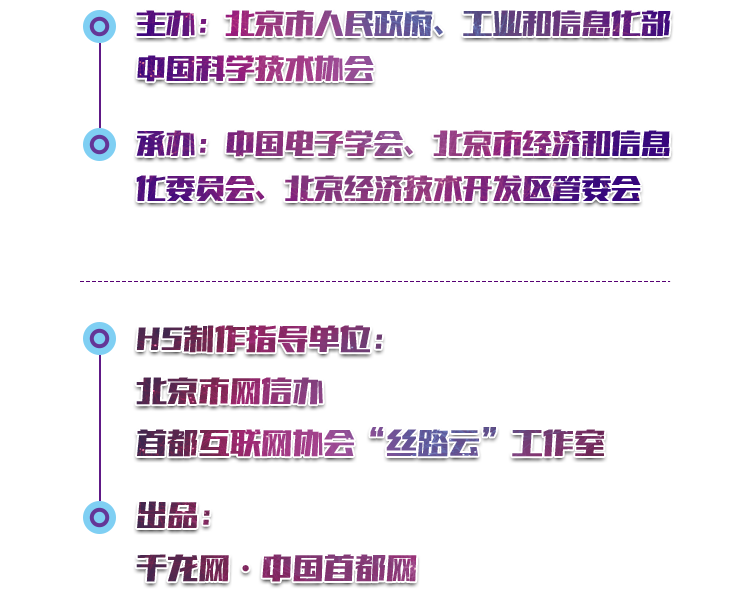 主办：北京市人民政府、工业和信息化部
中国科学技术协会
承办：中国电子学会、北京市经济和信息
化委员会、北京经济技术开发区管委会
H5制作指导单位：
北京市网信办
首都互联网协会“丝路云”工作室
出品：
千龙网·中国首都网